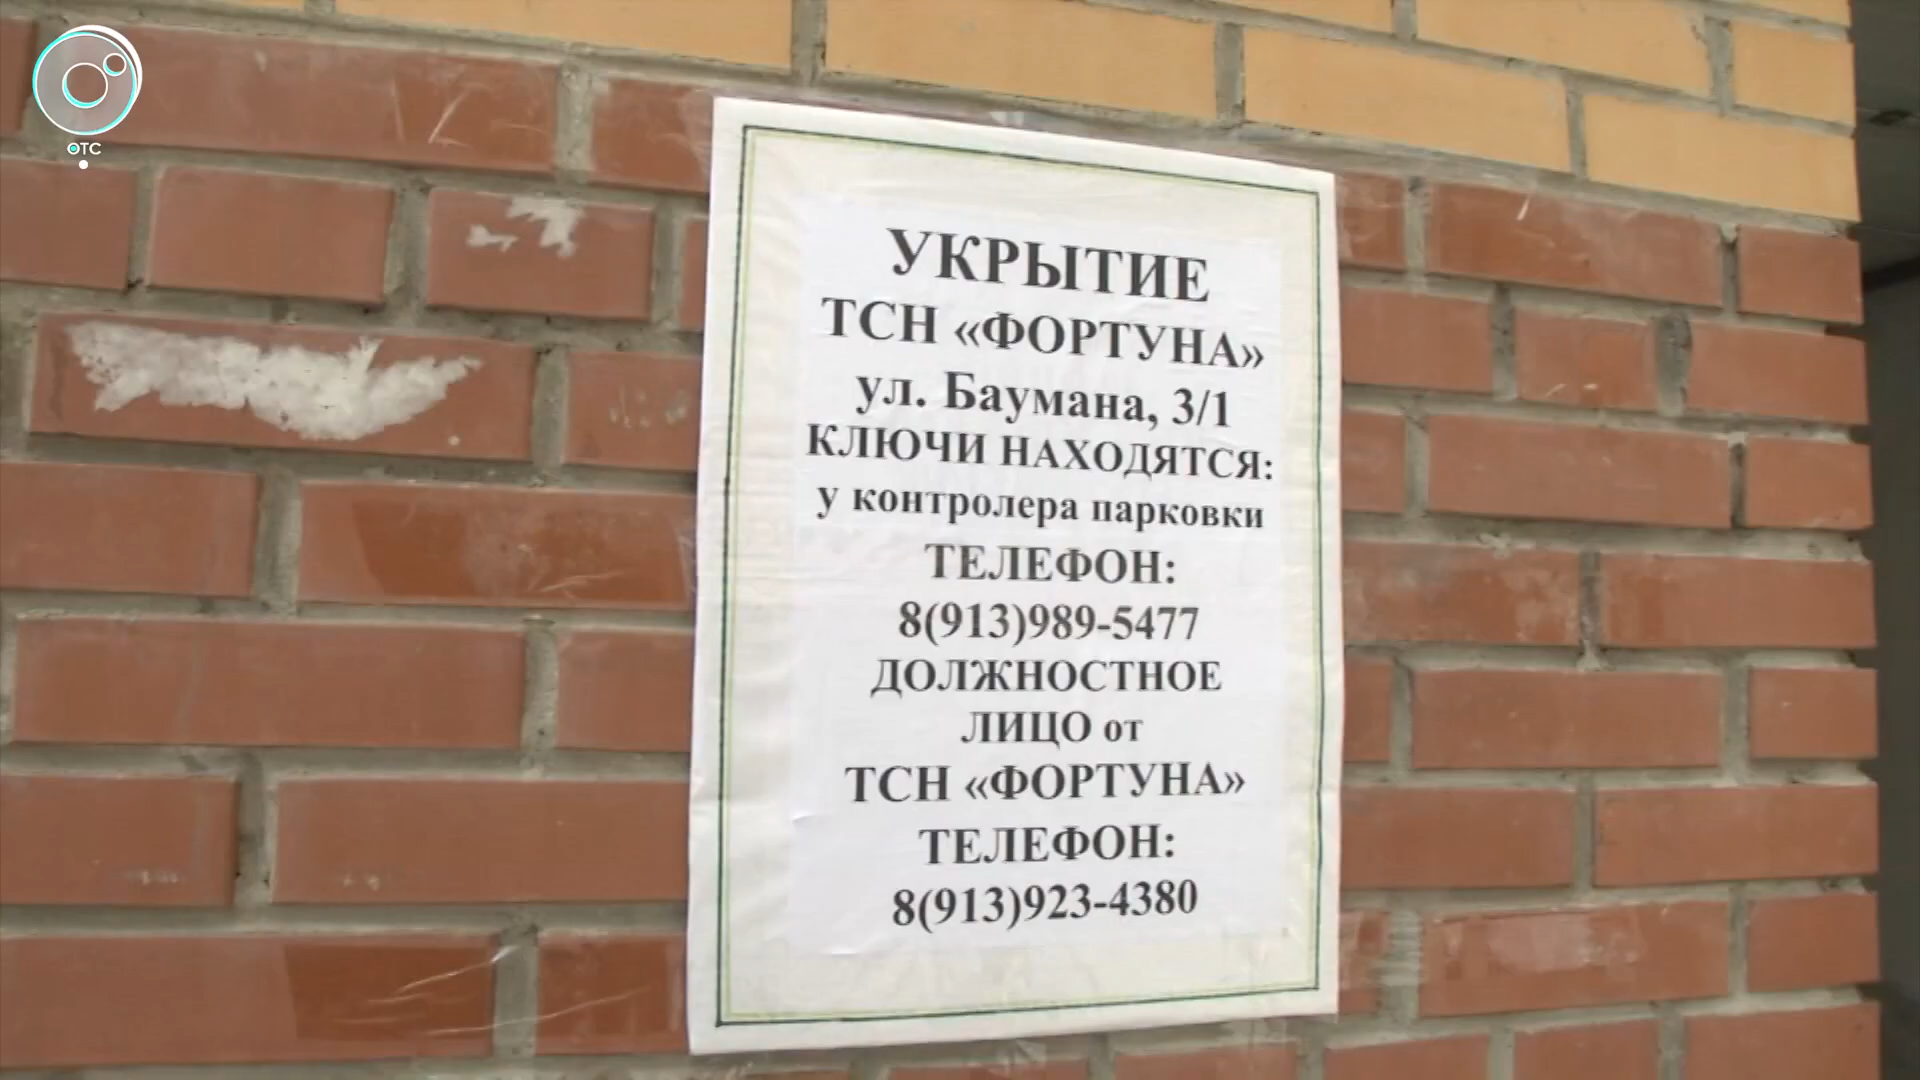 ОТС
УКРЫТИЕ
ТСН «ФОРТУНА»
ул. Баумана, 3/1
КЛЮЧИ НАХОДЯТСЯ:
у контролера парковки
ТЕЛЕФОН:
8(913)989-5477
ДОЛЖНОСТНОЕ
ЛИЦО от
ТСН «ФОРТУНА»
ТЕЛЕФОН:
8(913)923-4380